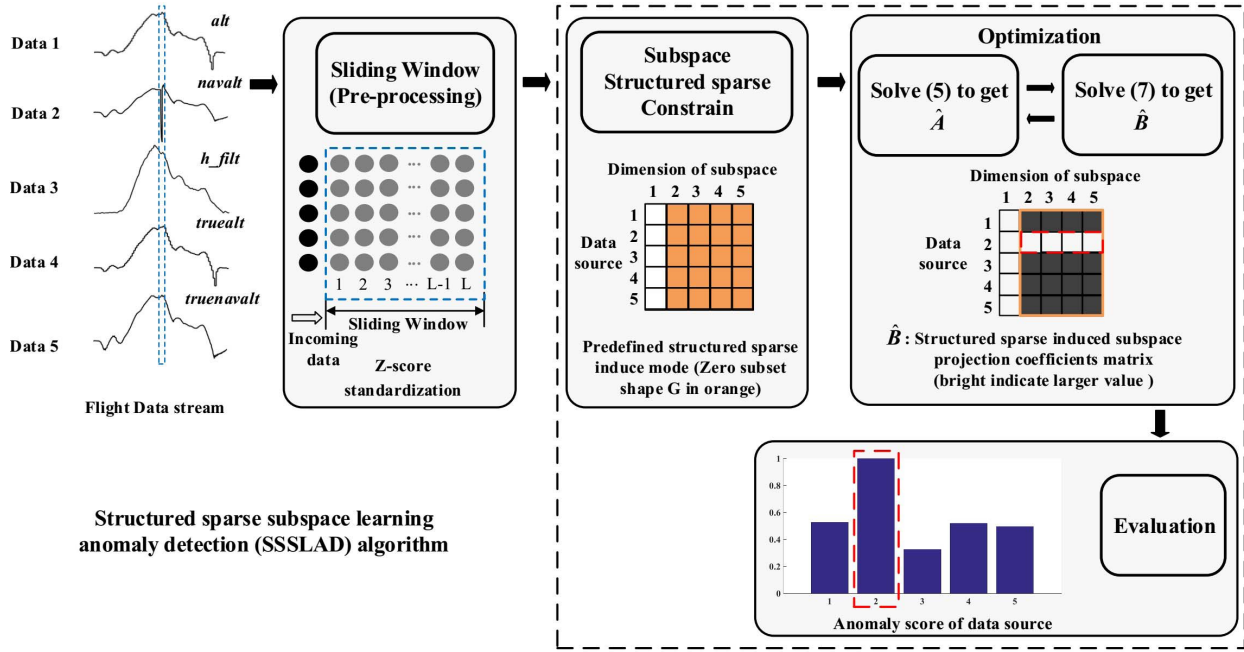 Data 1
alt
Data 2
navalt
Data 3
h_filt
Data 4
truealt
Data 5
truenavalt
Flight Data stream
Sliding Window
(Pre-processing)
1 2 3 ... L-1 L
Sliding Window
Incoming
data
Z-score
standardization
Subspace
Structured sparse
Constrain
Dimension of subspace
1 2 3 4 5
1
2
3
4
5
Data
source
Predefined structured sparse
induce mode (Zero subset
shape G in orange)
Optimization
Solve (5) to get
Â
Solve (7) to get
B̂
Dimension of subspace
1 2 3 4 5
1
2
3
4
5
Data
source
B̂ : Structured sparse induced subspace
projection coefficients matrix
(bright indicate larger value )
1
0.8
0.6
0.4
0.2
0
1 2 3 4 5
Anomaly score of data source
Evaluation
Structured sparse subspace learning
anomaly detection (SSSLAD) algorithm